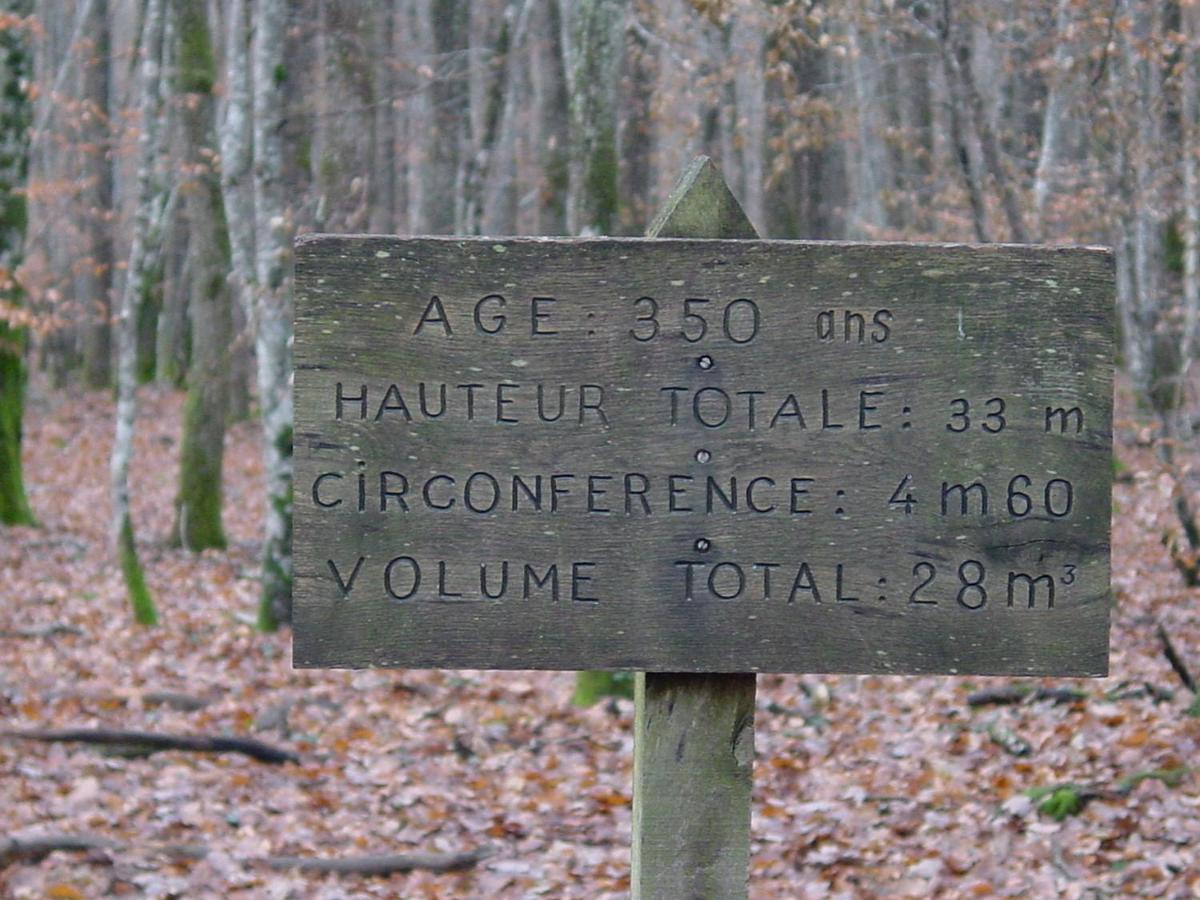 AGE: 350 ans
HAUTEUR TOTALE: 33 m
CiRCONFERENCE: 4 m 60
VOLUME TOTAL: 28 m³